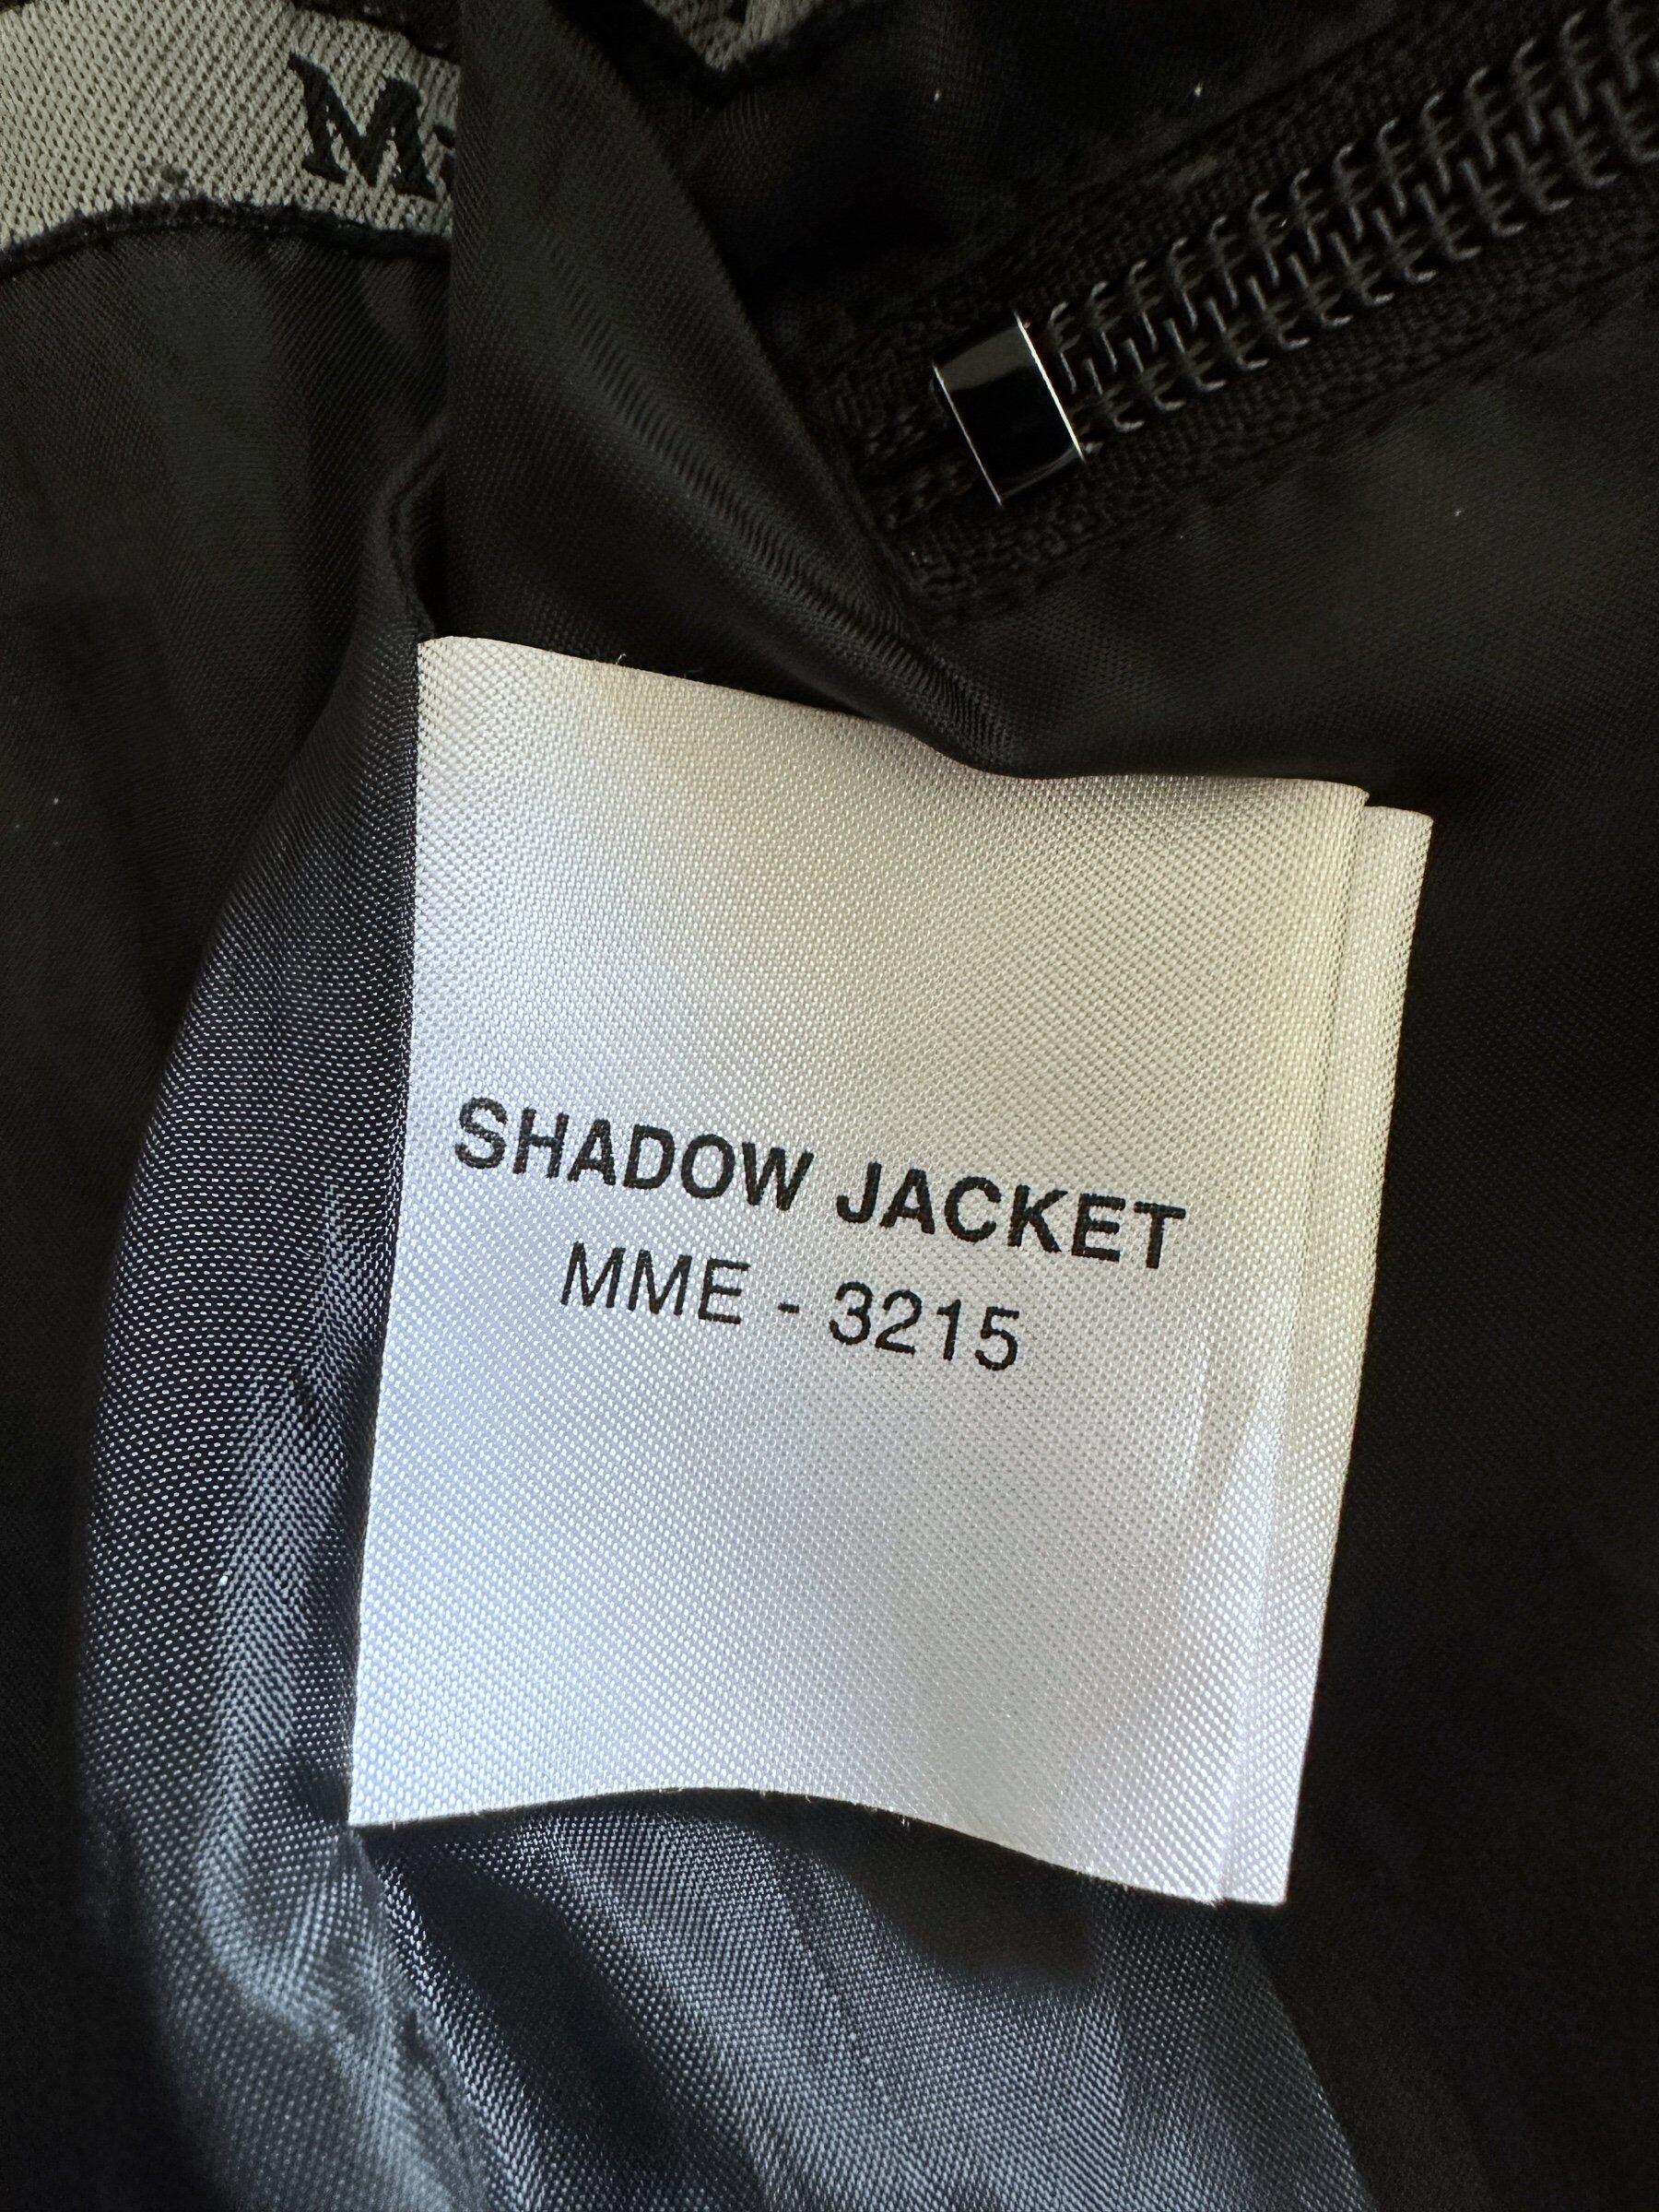 SHADOW JACKET
MME - 3215